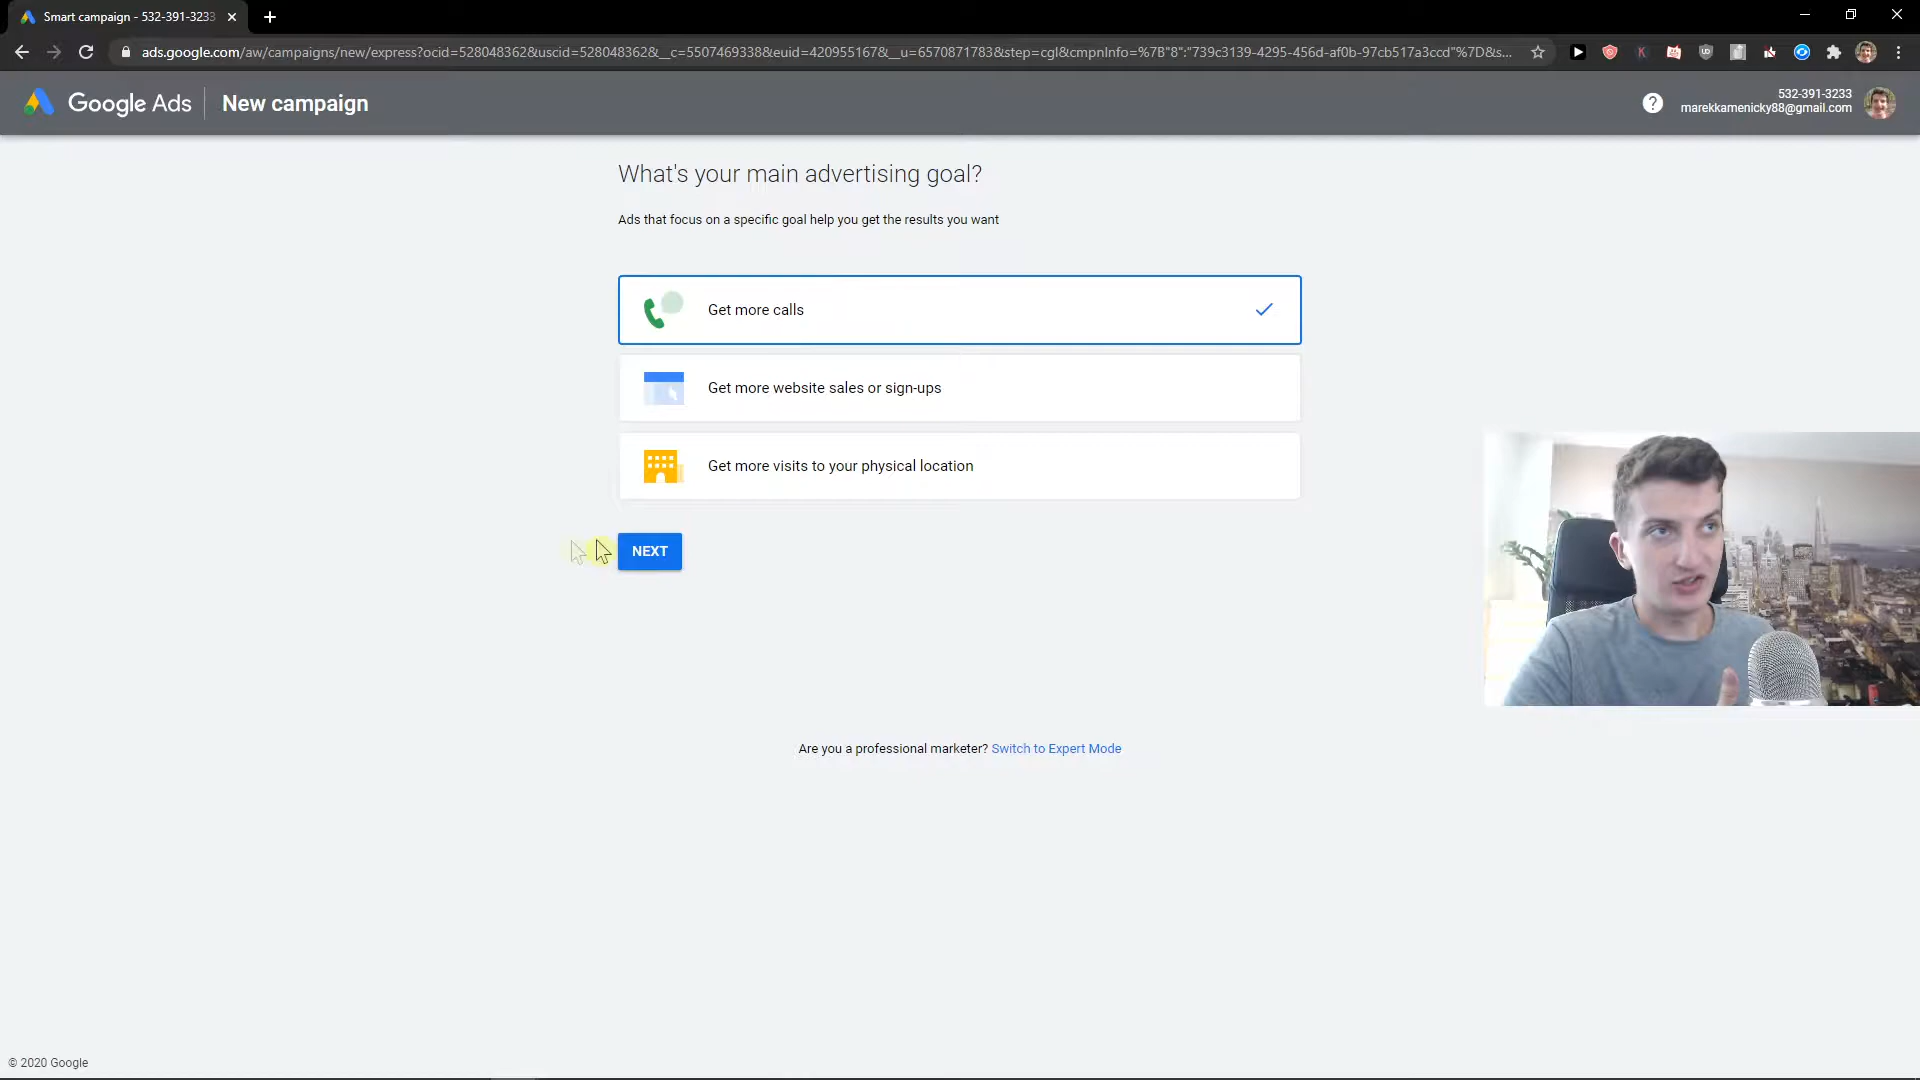 Smart campaign - 532-391-3233
ads.google.com/aw/campaigns/new/express?ocid=528048362&uscid=528048362&__c=5507469338&euid=420955167&__u=6570871783&step=cgl&cmpnInfo=%7B"8":"739c3139-4295-456d-af0b-97cb517a3ccd"%7D&s...
Google Ads
New campaign
532-391-3233
marekkamenicky88@gmail.com
What's your main advertising goal?
Ads that focus on a specific goal help you get the results you want
Get more calls
Get more website sales or sign-ups
Get more visits to your physical location
NEXT
Are you a professional marketer? Switch to Expert Mode
© 2020 Google